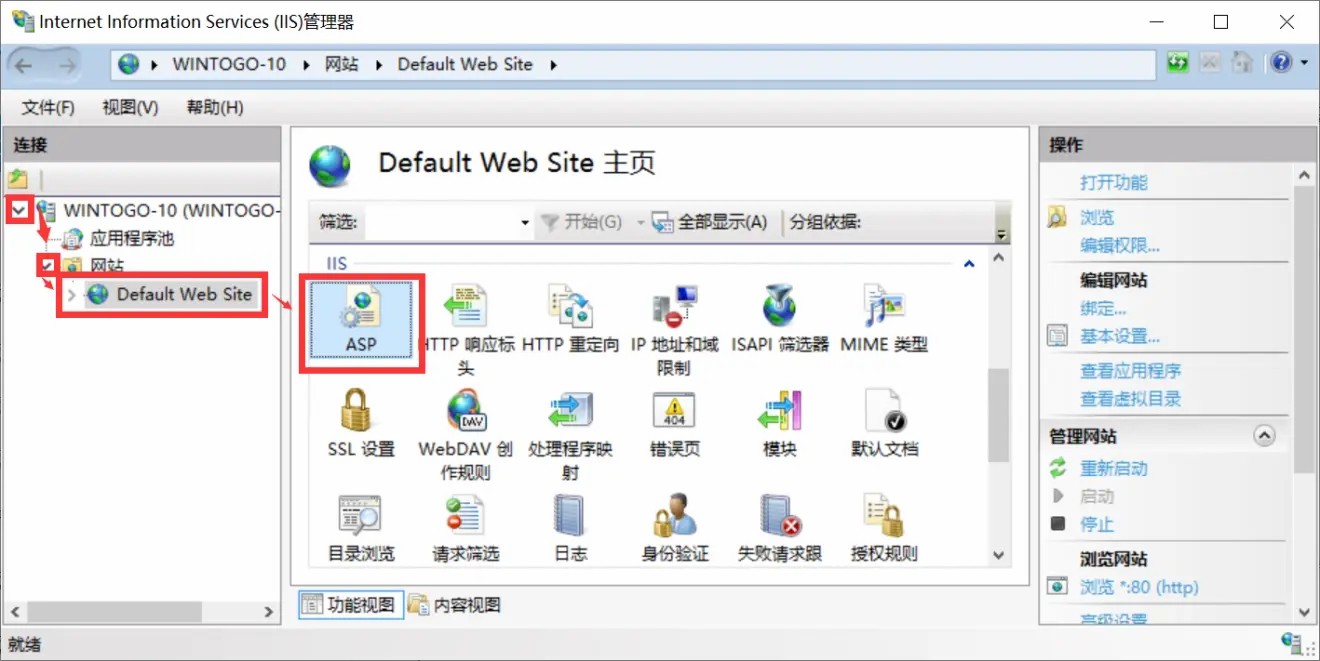 Internet Information Services (IIS)管理器
WINTOGO-10 网站 Default Web Site
文件(F) 视图(V) 帮助(H)
连接
WINTOGO-10 (WINTOGO-
应用程序池
网站
Default Web Site
Default Web Site 主页
筛选: 开始(G) 全部显示(A) 分组依据:
IIS
ASP
HTTP 响应标
头
HTTP 重定向
IP 地址和域
限制
ISAPI 筛选器
MIME 类型
SSL 设置
WebDAV 创
作规则
DAV
处理程序映
射
404
错误页
模块
默认文档
目录浏览
请求筛选
日志
身份验证
失败请求跟
授权规则
功能视图 内容视图
操作
打开功能
浏览
编辑权限...
编辑网站
绑定...
基本设置...
查看应用程序
查看虚拟目录
管理网站
重新启动
启动
停止
浏览网站
浏览 *:80 (http)
高级设置
就绪